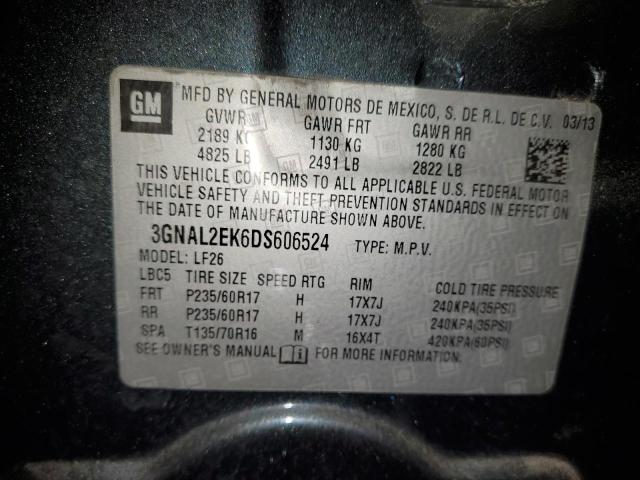 GM
MFD BY GENERAL MOTORS DE MEXICO, S. DE R.L. DE C.V. 03/13
GVWR GAWR FRT GAWR RR
2189 KG 1130 KG 1280 KG
4825 LB 2491 LB 2822 LB
THIS VEHICLE CONFORMS TO ALL APPLICABLE U.S. FEDERAL MOTOR
VEHICLE SAFETY AND THEFT PREVENTION STANDARDS IN EFFECT ON
THE DATE OF MANUFACTURE SHOWN ABOVE.
3GNAL2EK6DS606524 TYPE: M.P.V.
MODEL: LF26
LBC5 TIRE SIZE SPEED RTG RIM COLD TIRE PRESSURE
FRT P235/60R17 H 17X7J 240KPA(35PSI)
RR P235/60R17 H 17X7J 240KPA(35PSI)
SPA T135/70R16 M 16X4T 420KPA(60PSI)
SEE OWNER'S MANUAL FOR MORE INFORMATION.